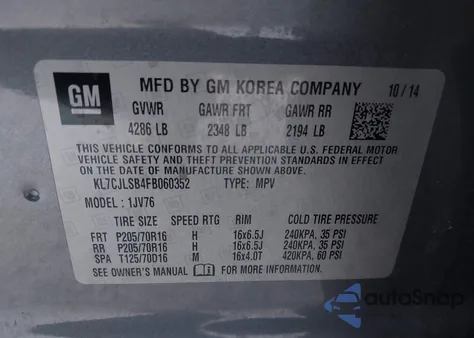 GM MFD BY GM KOREA COMPANY 10/14
GVWR GAWR FRT GAWR RR
4286 LB 2348 LB 2194 LB
THIS VEHICLE CONFORMS TO ALL APPLICABLE U.S. FEDERAL MOTOR
VEHICLE SAFETY, BUMPER, AND THEFT PREVENTION STANDARDS IN
EFFECT ON THE DATE OF MANUFACTURE SHOWN ABOVE.
KL7CJLSB4FB060352 TYPE: MPV
MODEL: 1JV76
TIRE SIZE SPEED RTG RIM COLD TIRE PRESSURE
FRT P205/70R16 H 16x6.5J 240KPA, 35 PSI
RR P205/70R16 H 16x6.5J 240KPA, 35 PSI
SPA T125/70D16 M 16x4.0T 420KPA, 60 PSI
SEE OWNER'S MANUAL FOR MORE INFORMATION.
autoSnap